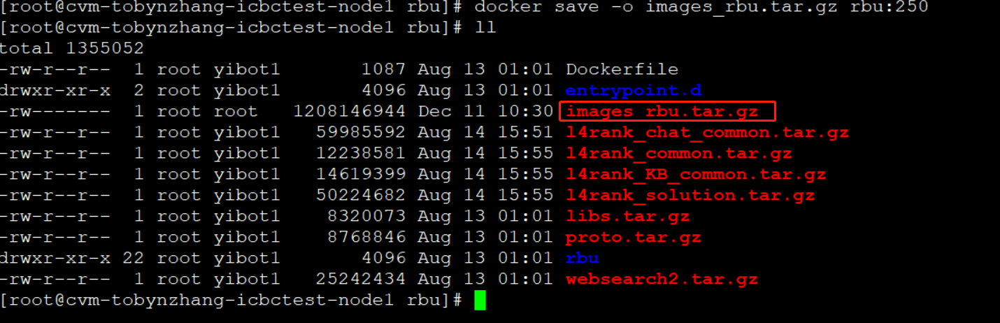 [root@cvm-tobynzhang-icbctest-node1 rbu]# docker save -o images_rbu.tar.gz rbu:250
[root@cvm-tobynzhang-icbctest-node1 rbu]# ll
total 1355052
-rw-r--r--  1 root yibot1       1087 Aug 13 01:01 Dockerfile
drwxr-xr-x  2 root yibot1       4096 Aug 13 01:01 entrypoint.d
-rw-------  1 root root   1208146944 Dec 11 10:30 images_rbu.tar.gz
-rw-r--r--  1 root yibot1   59985592 Aug 14 15:51 l4rank_chat_common.tar.gz
-rw-r--r--  1 root yibot1   12238581 Aug 14 15:55 l4rank_common.tar.gz
-rw-r--r--  1 root yibot1   14619399 Aug 14 15:55 l4rank_KB_common.tar.gz
-rw-r--r--  1 root yibot1   50224682 Aug 14 15:55 l4rank_solution.tar.gz
-rw-r--r--  1 root yibot1    8320073 Aug 13 01:01 libs.tar.gz
-rw-r--r--  1 root yibot1    8768846 Aug 13 01:01 proto.tar.gz
drwxr-xr-x 22 root yibot1       4096 Aug 13 01:01 rbu
-rw-r--r--  1 root yibot1   25242434 Aug 13 01:01 websearch2.tar.gz
[root@cvm-tobynzhang-icbctest-node1 rbu]#